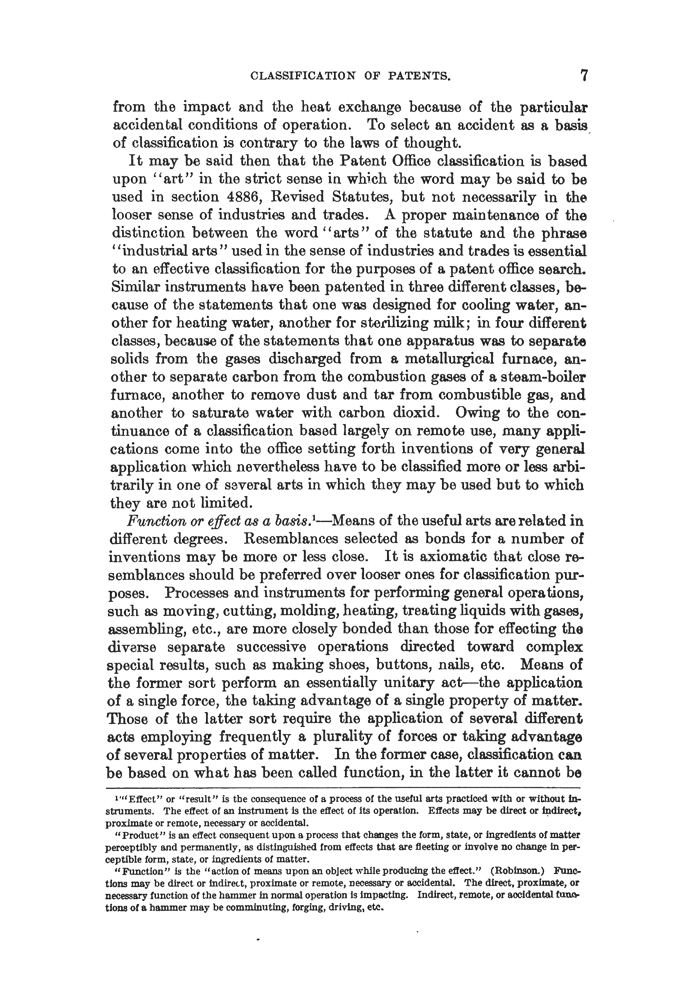 CLASSIFICATION OF PATENTS. 7
from the impact and the heat exchange because of the particular
accidental conditions of operation. To select an accident as a basis
of classification is contrary to the laws of thought.
It may be said then that the Patent Office classification is based
upon “art” in the strict sense in which the word may be said to be
used in section 4886, Revised Statutes, but not necessarily in the
looser sense of industries and trades. A proper maintenance of the
distinction between the word “arts” of the statute and the phrase
“industrial arts” used in the sense of industries and trades is essential
to an effective classification for the purposes of a patent office search.
Similar instruments have been patented in three different classes, be-
cause of the statements that one was designed for cooling water, an-
other for heating water, another for sterilizing milk; in four different
classes, because of the statements that one apparatus was to separate
solids from the gases discharged from a metallurgical furnace, an-
other to separate carbon from the combustion gases of a steam-boiler
furnace, another to remove dust and tar from combustible gas, and
another to saturate water with carbon dioxid. Owing to the con-
tinuance of a classification based largely on remote use, many appli-
cations come into the office setting forth inventions of very general
application which nevertheless have to be classified more or less arbi-
trarily in one of several arts in which they may be used but to which
they are not limited.
Function or effect as a basis.¹—Means of the useful arts are related in
different degrees. Resemblances selected as bonds for a number of
inventions may be more or less close. It is axiomatic that close re-
semblances should be preferred over looser ones for classification pur-
poses. Processes and instruments for performing general operations,
such as moving, cutting, molding, heating, treating liquids with gases,
assembling, etc., are more closely bonded than those for effecting the
diverse separate successive operations directed toward complex
special results, such as making shoes, buttons, nails, etc. Means of
the former sort perform an essentially unitary act—the application
of a single force, the taking advantage of a single property of matter.
Those of the latter sort require the application of several different
acts employing frequently a plurality of forces or taking advantage
of several properties of matter. In the former case, classification can
be based on what has been called function, in the latter it cannot be
¹“Effect” or “result” is the consequence of a process of the useful arts practiced with or without in-
struments. The effect of an instrument is the effect of its operation. Effects may be direct or indirect,
proximate or remote, necessary or accidental.
“Product” is an effect consequent upon a process that changes the form, state, or ingredients of matter
perceptibly and permanently, as distinguished from effects that are fleeting or involve no change in per-
ceptible form, state, or ingredients of matter.
“Function” is the “action of means upon an object while producing the effect.” (Robinson.) Func-
tions may be direct or indirect, proximate or remote, necessary or accidental. The direct, proximate, or
necessary function of the hammer in normal operation is impacting. Indirect, remote, or accidental func-
tions of a hammer may be comminuting, forging, driving, etc.